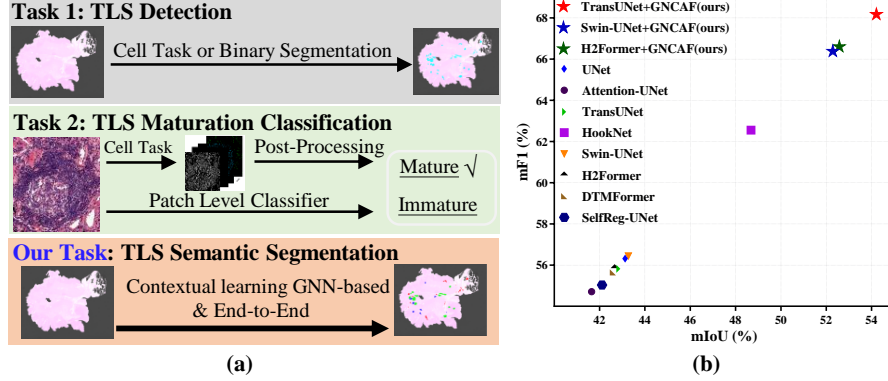 Task 1: TLS Detection
Cell Task or Binary Segmentation
Task 2: TLS Maturation Classification
Cell Task
Post-Processing
Mature √
Patch Level Classifier
Immature
Our Task: TLS Semantic Segmentation
Contextual learning GNN-based
& End-to-End
(a)
68
66
64
62
60
58
56
mF1 (%)
TransUNet+GNCAF(ours)
Swin-UNet+GNCAF(ours)
H2Former+GNCAF(ours)
UNet
Attention-UNet
TransUNet
HookNet
Swin-UNet
H2Former
DTMFormer
SelfReg-UNet
42 44 46 48 50 52 54
mIoU (%)
(b)